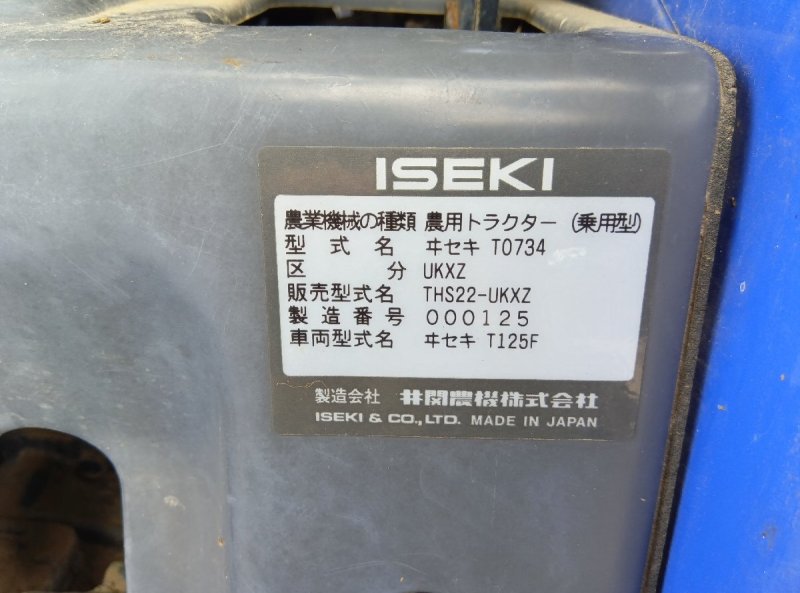 ISEKI
農業機械の種類 農用トラクター (乗用型)
型式名 ヰセキ T0734
区分 UKXZ
販売型式名 THS22-UKXZ
製造番号 000125
車両型式名 ヰセキ T125F
製造会社 井関農機株式会社
ISEKI & CO., LTD. MADE IN JAPAN